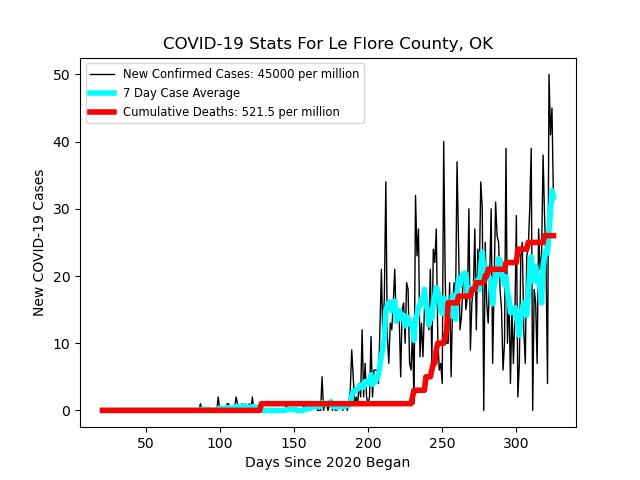 COVID-19 Stats For Le Flore County, OK
New Confirmed Cases: 45000 per million
7 Day Case Average
Cumulative Deaths: 521.5 per million
50
40
30
20
10
0
New COVID-19 Cases
50 100 150 200 250 300
Days Since 2020 Began